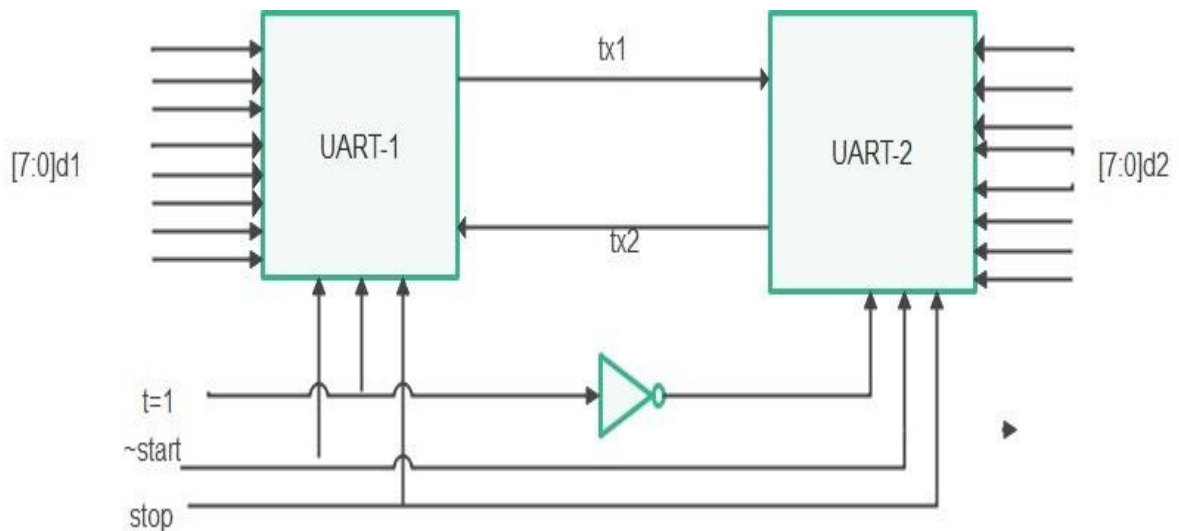 tx1
UART-1
UART-2
[7:0]d1
[7:0]d2
tx2
t=1
~start
stop